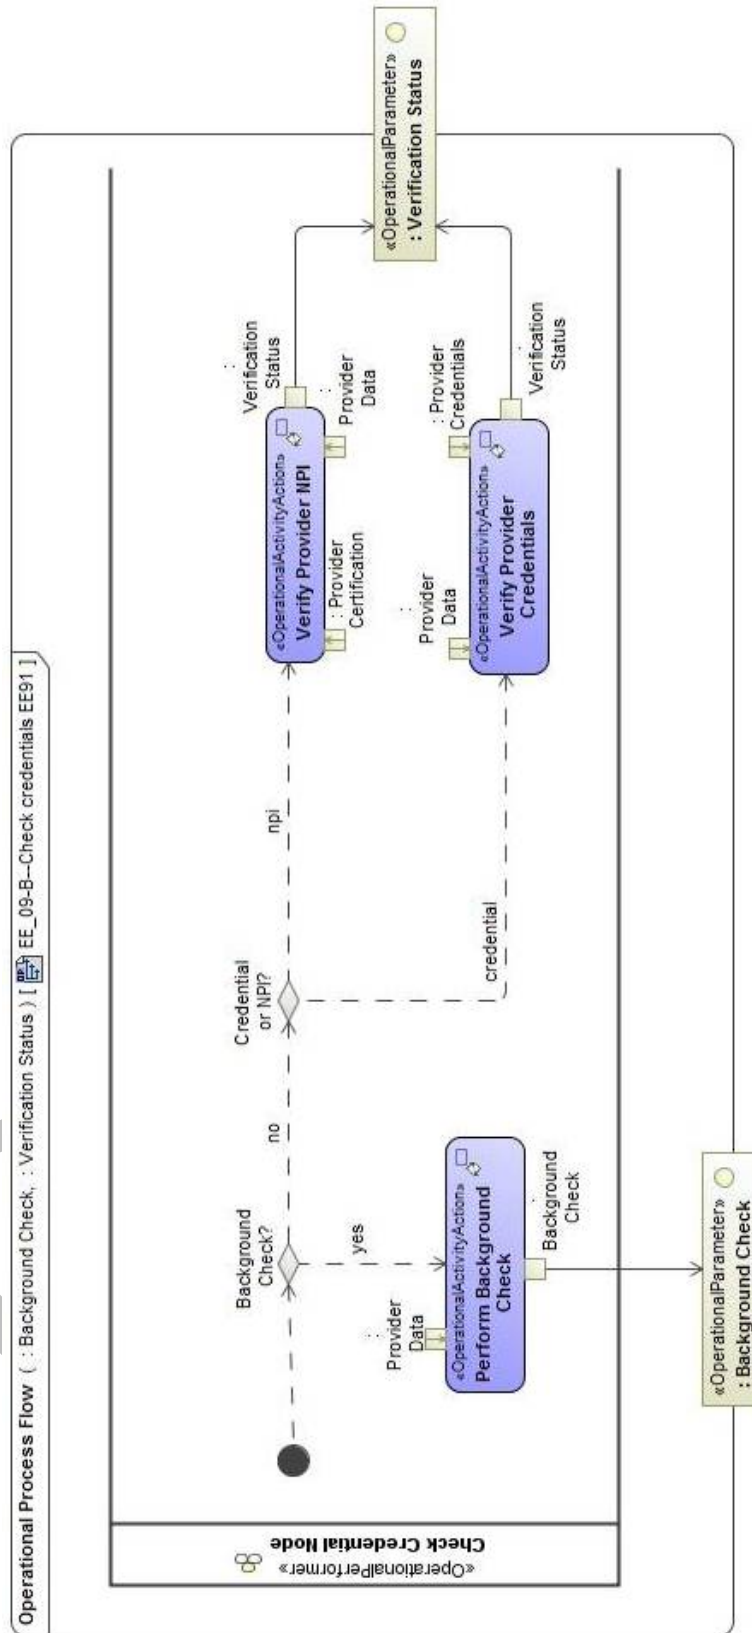 Operational Process Flow ( : Background Check, : Verification Status ) [ EE_09-B--Check credentials EE91 ]
«OperationalPerformer»
Check Credential Node
Background
Check?
no
yes
:
Provider
Data
«OperationalActivityAction»
Perform Background
Check
:
Background
Check
«OperationalParameter»
: Background Check
Credential
or NPI?
npi
credential
«OperationalActivityAction»
Verify Provider NPI
: Provider
Certification
:
Provider
Data
:
Verification
Status
:
Provider
Data
: Provider
Credentials
«OperationalActivityAction»
Verify Provider
Credentials
:
Verification
Status
«OperationalParameter»
: Verification Status